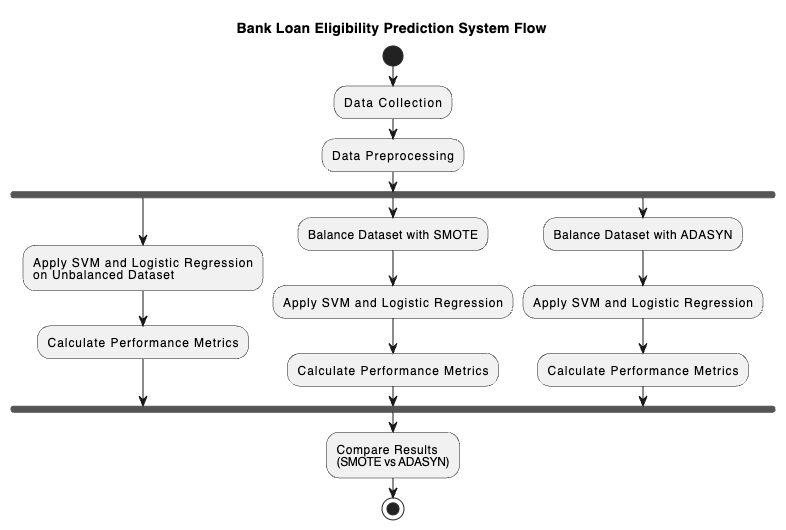 Bank Loan Eligibility Prediction System Flow
Data Collection
Data Preprocessing
Apply SVM and Logistic Regression
on Unbalanced Dataset
Calculate Performance Metrics
Balance Dataset with SMOTE
Apply SVM and Logistic Regression
Calculate Performance Metrics
Balance Dataset with ADASYN
Apply SVM and Logistic Regression
Calculate Performance Metrics
Compare Results
(SMOTE vs ADASYN)